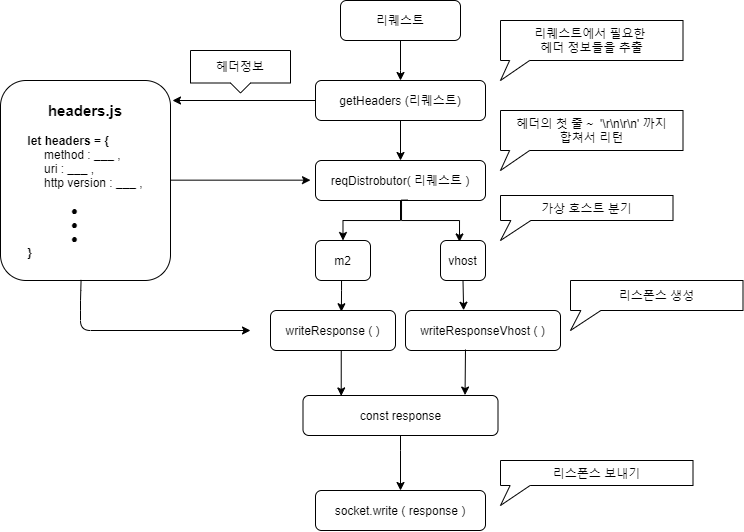 리퀘스트
리퀘스트에서 필요한
헤더 정보들을 추출
헤더정보
getHeaders (리퀘스트)
headers.js
let headers = {
method : ___ ,
uri : ___ ,
http version : ___ ,
•
•
•
}
헤더의 첫 줄 ~ '\r\n\r\n' 까지
합쳐서 리턴
reqDistrobutor( 리퀘스트 )
가상 호스트 분기
m2
vhost
리스폰스 생성
writeResponse ( )
writeResponseVhost ( )
const response
리스폰스 보내기
socket.write ( response )